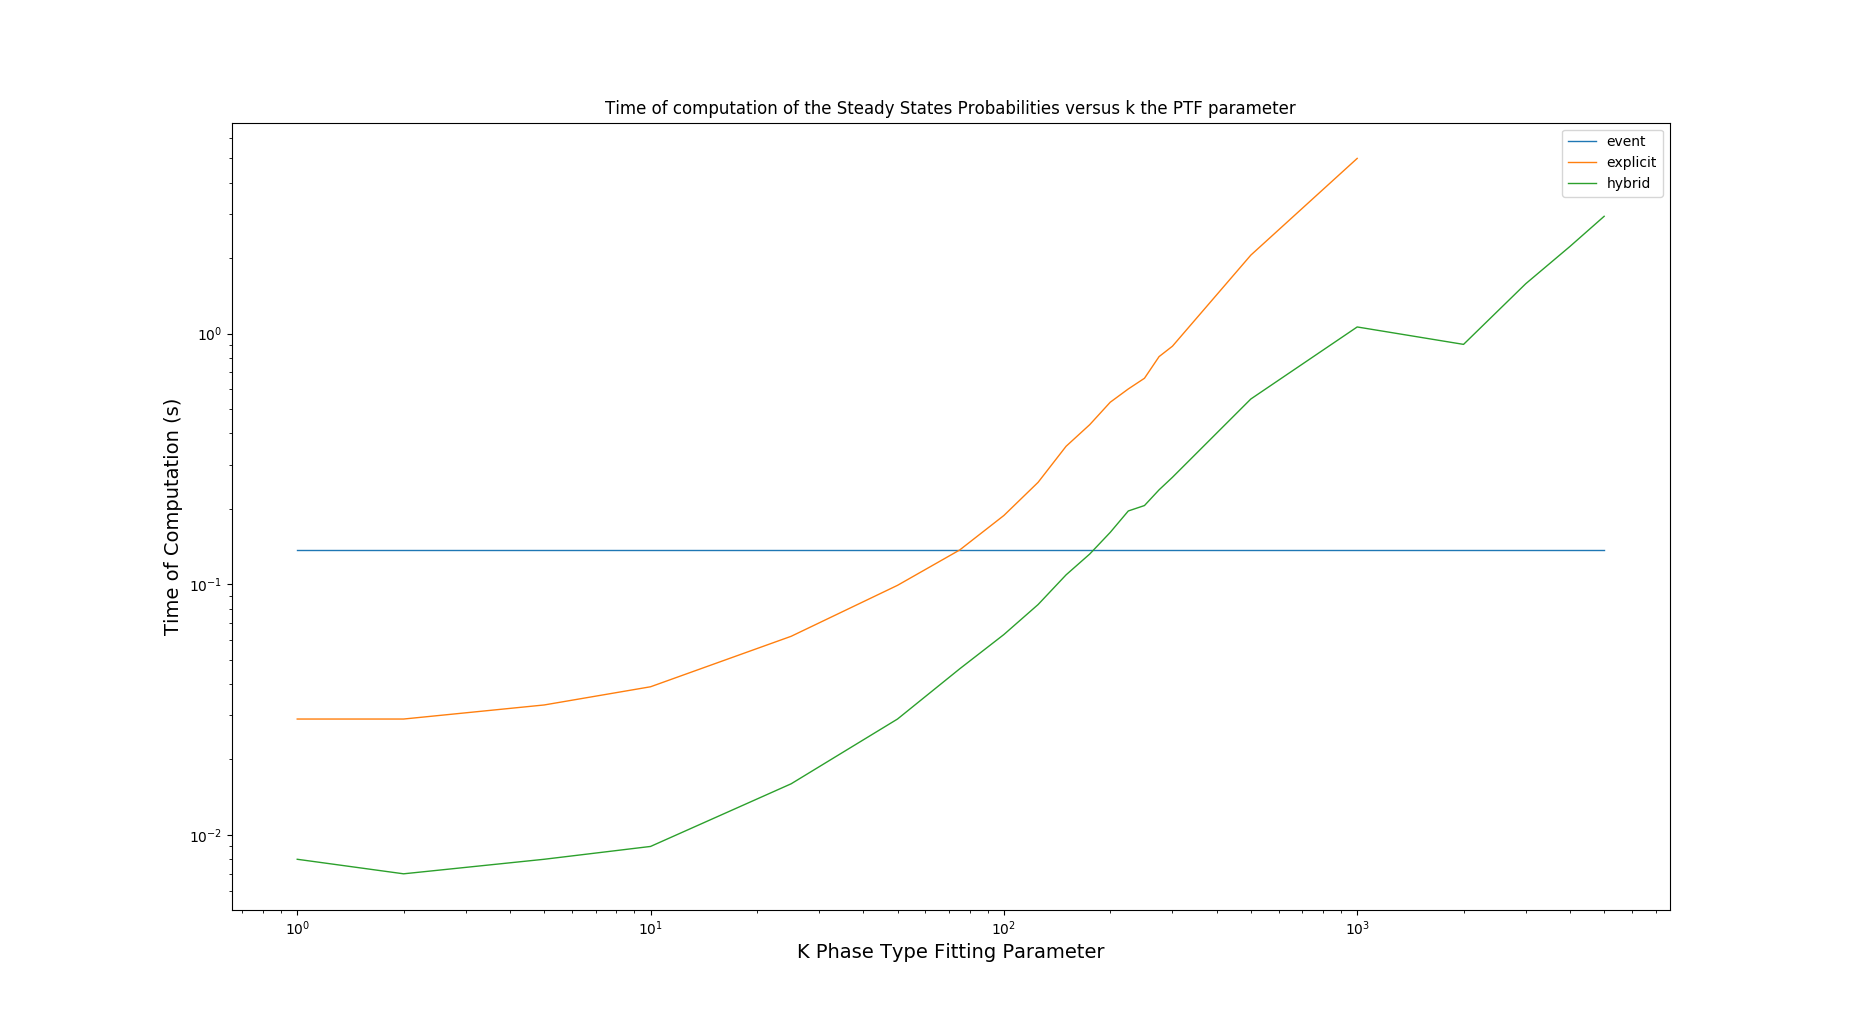 Time of computation of the Steady States Probabilities versus k the PTF parameter
event
explicit
hybrid
Time of Computation (s)
10⁰
10⁻¹
10⁻²
10⁰ 10¹ 10² 10³
K Phase Type Fitting Parameter